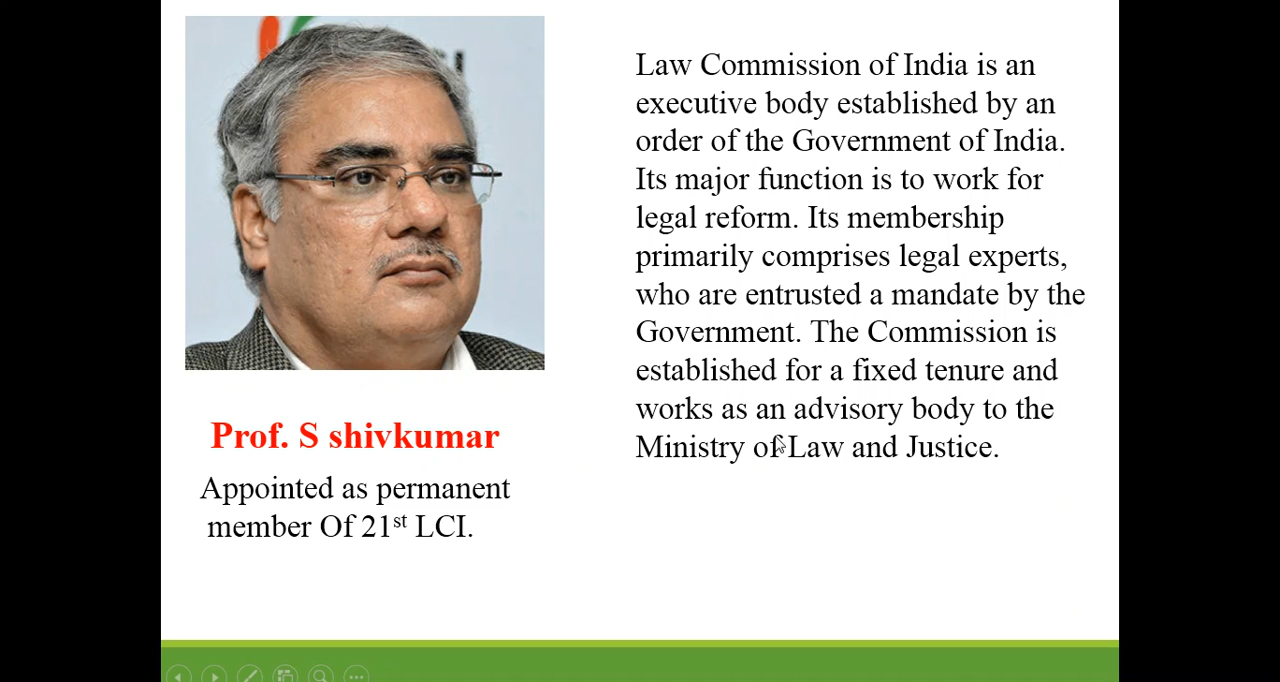 Prof. S shivkumar
Appointed as permanent
member Of 21st LCI.
Law Commission of India is an
executive body established by an
order of the Government of India.
Its major function is to work for
legal reform. Its membership
primarily comprises legal experts,
who are entrusted a mandate by the
Government. The Commission is
established for a fixed tenure and
works as an advisory body to the
Ministry of Law and Justice.